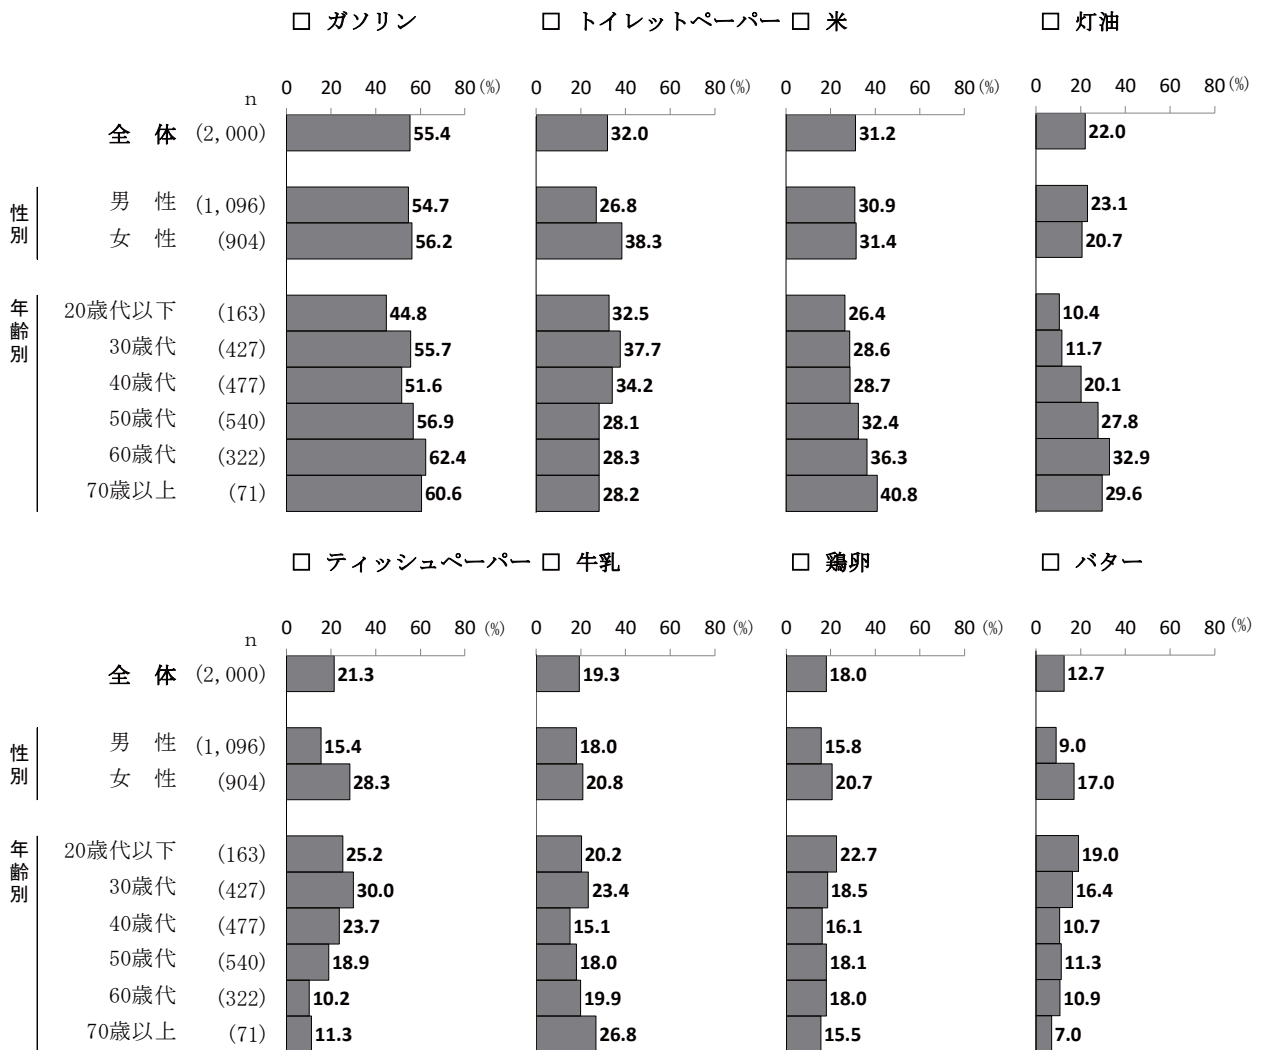 □ ガソリン □ トイレットペーパー □ 米 □ 灯油
n 0 20 40 60 80 (%) 0 20 40 60 80 (%) 0 20 40 60 80 (%) 0 20 40 60 80 (%)
全 体 (2,000) 55.4 32.0 31.2 22.0
性別
男 性 (1,096) 54.7 26.8 30.9 23.1
女 性 (904) 56.2 38.3 31.4 20.7
年齢別
20歳代以下 (163) 44.8 32.5 26.4 10.4
30歳代 (427) 55.7 37.7 28.6 11.7
40歳代 (477) 51.6 34.2 28.7 20.1
50歳代 (540) 56.9 28.1 32.4 27.8
60歳代 (322) 62.4 28.3 36.3 32.9
70歳以上 (71) 60.6 28.2 40.8 29.6
□ ティッシュペーパー □ 牛乳 □ 鶏卵 □ バター
n 0 20 40 60 80 (%) 0 20 40 60 80 (%) 0 20 40 60 80 (%) 0 20 40 60 80 (%)
全 体 (2,000) 21.3 19.3 18.0 12.7
性別
男 性 (1,096) 15.4 18.0 15.8 9.0
女 性 (904) 28.3 20.8 20.7 17.0
年齢別
20歳代以下 (163) 25.2 20.2 22.7 19.0
30歳代 (427) 30.0 23.4 18.5 16.4
40歳代 (477) 23.7 15.1 16.1 10.7
50歳代 (540) 18.9 18.0 18.1 11.3
60歳代 (322) 10.2 19.9 18.0 10.9
70歳以上 (71) 11.3 26.8 15.5 7.0